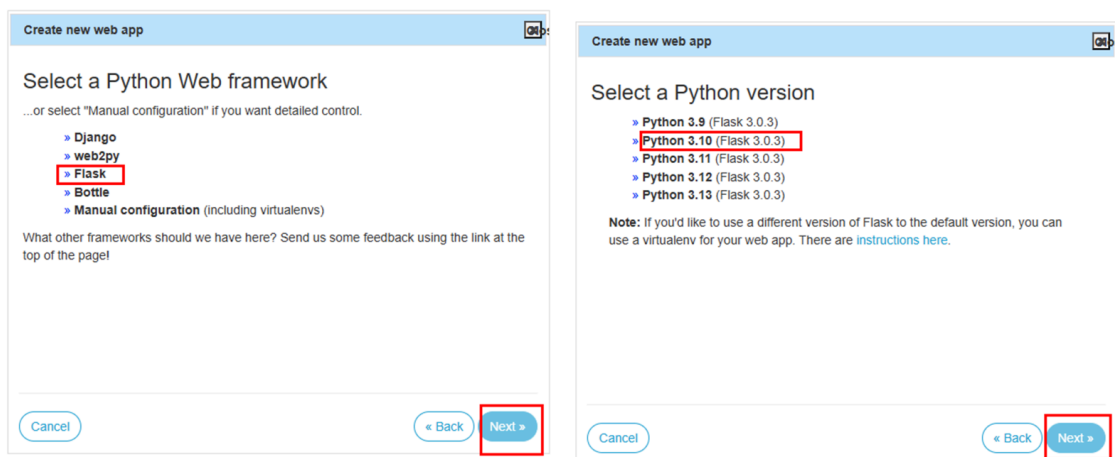 Create new web app
Select a Python Web framework
...or select "Manual configuration" if you want detailed control.
» Django
» web2py
» Flask
» Bottle
» Manual configuration (including virtualenvs)
What other frameworks should we have here? Send us some feedback using the link at the
top of the page!
Cancel
« Back
Next »
Create new web app
Select a Python version
» Python 3.9 (Flask 3.0.3)
» Python 3.10 (Flask 3.0.3)
» Python 3.11 (Flask 3.0.3)
» Python 3.12 (Flask 3.0.3)
» Python 3.13 (Flask 3.0.3)
Note: If you'd like to use a different version of Flask to the default version, you can
use a virtualenv for your web app. There are instructions here.
Cancel
« Back
Next »